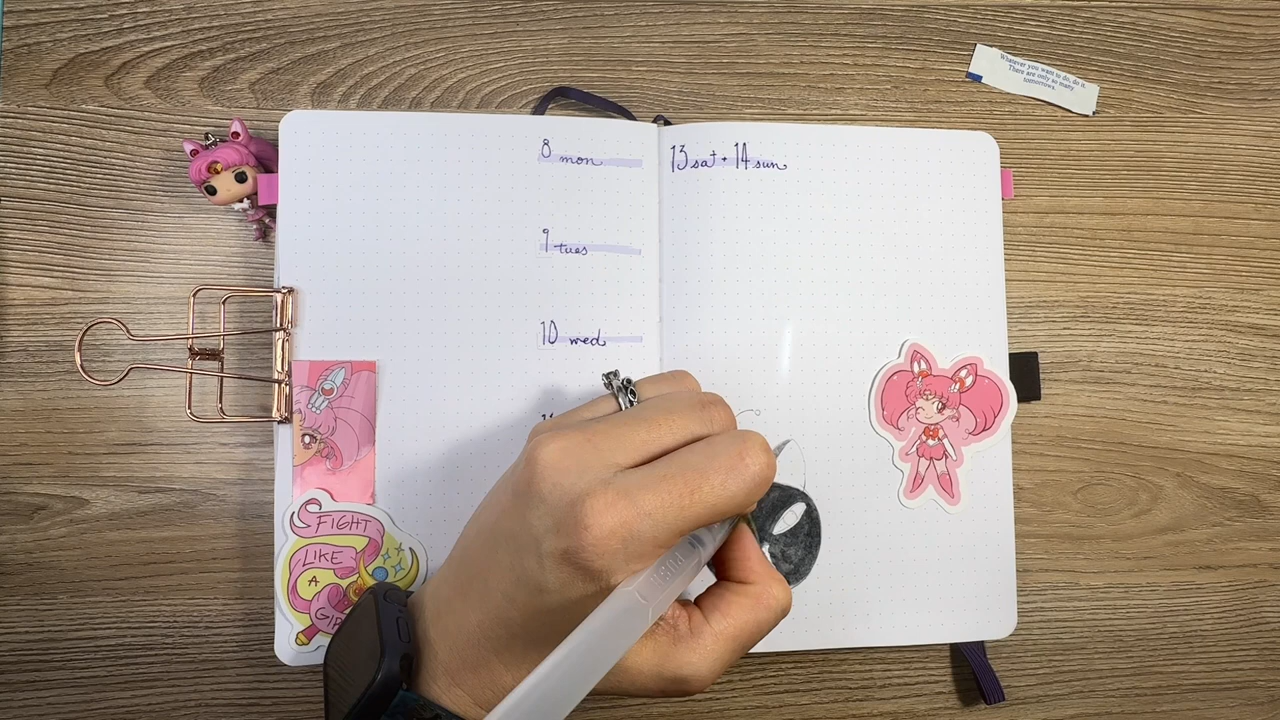 Whatever you want to do, do it.
There are only so many
tomorrows.
8 mon
13 sat + 14 sun
9 tues
10 wed
FIGHT
LIKE
A
PUSH